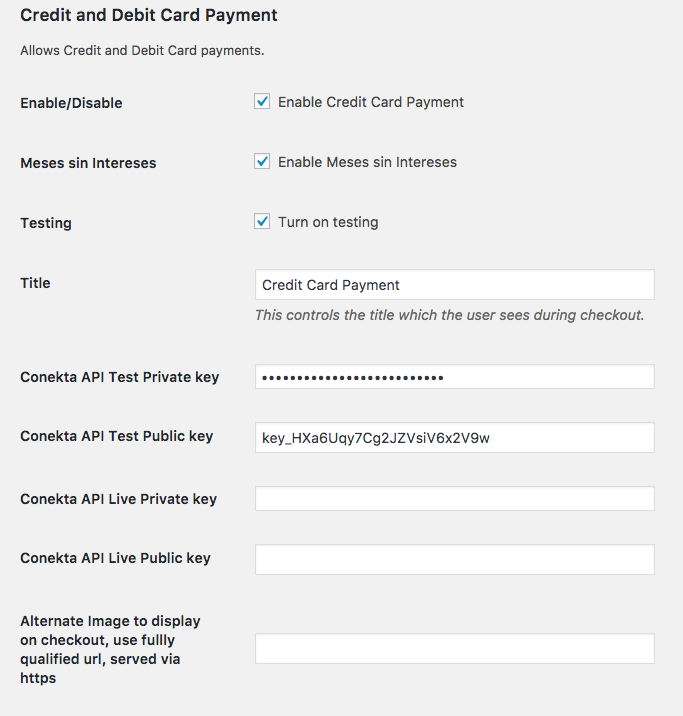 Credit and Debit Card Payment
Allows Credit and Debit Card payments.
Enable/Disable
Enable Credit Card Payment
Meses sin Intereses
Enable Meses sin Intereses
Testing
Turn on testing
Title
Credit Card Payment
This controls the title which the user sees during checkout.
Conekta API Test Private key
••••••••••••••••••••••••••
Conekta API Test Public key
key_HXa6Uqy7Cg2JZVsiV6x2V9w
Conekta API Live Private key
Conekta API Live Public key
Alternate Image to display
on checkout, use fullly
qualified url, served via
https